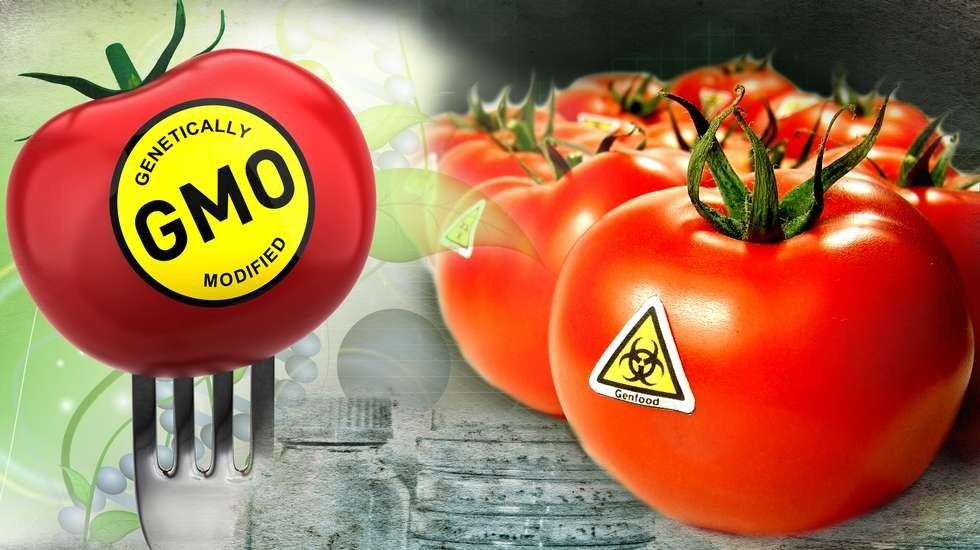 GENETICALLY
GMO
MODIFIED
Genfood